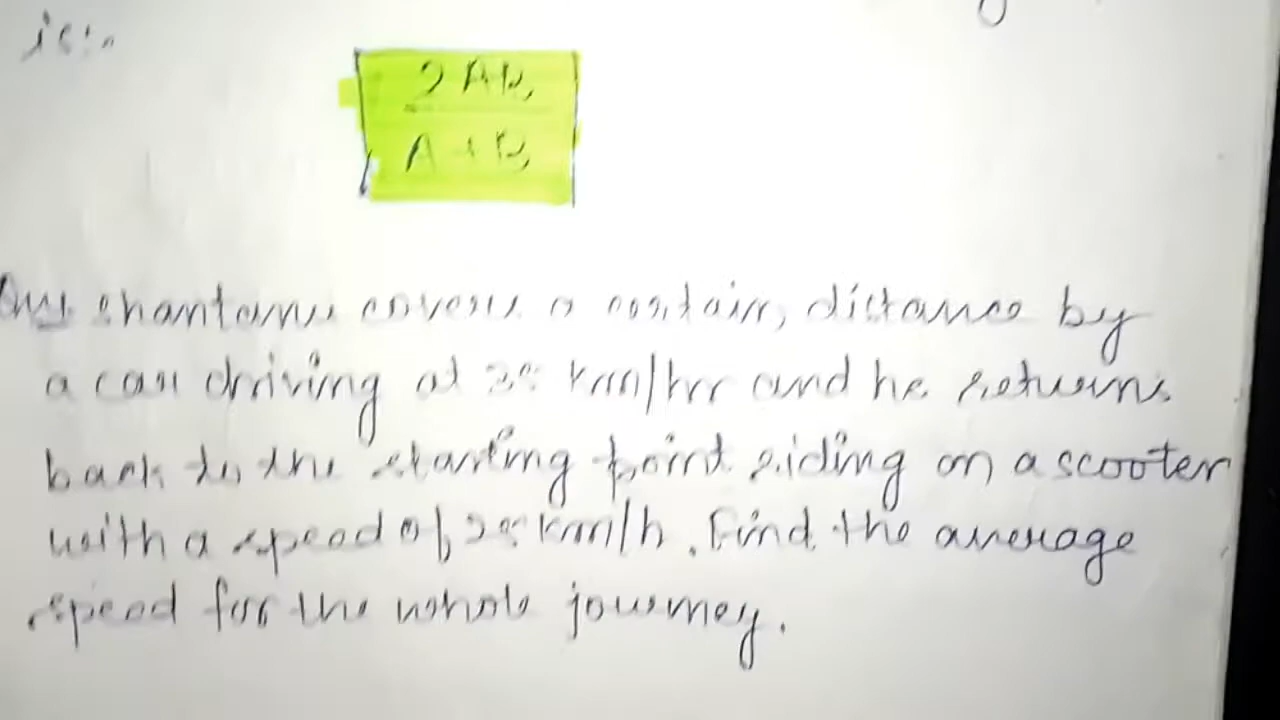 is:-
2AB
A+B
Ques shantanu covers a certain distance by
a car driving at km/hr and he returns
back to the starting point riding on a scooter
with a speed of km/h. Find the average
speed for the whole journey.